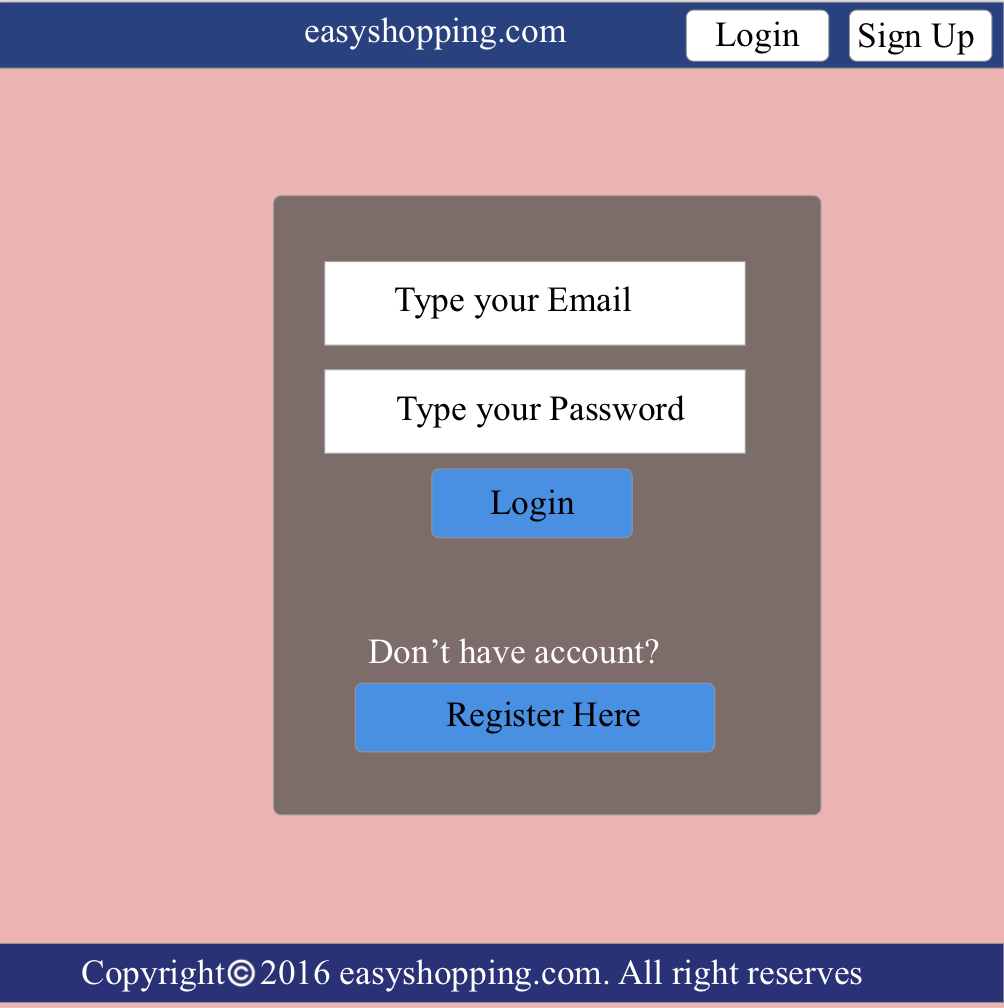 easyshopping.com
Login
Sign Up
Type your Email
Type your Password
Login
Don’t have account?
Register Here
Copyright©2016 easyshopping.com. All right reserves